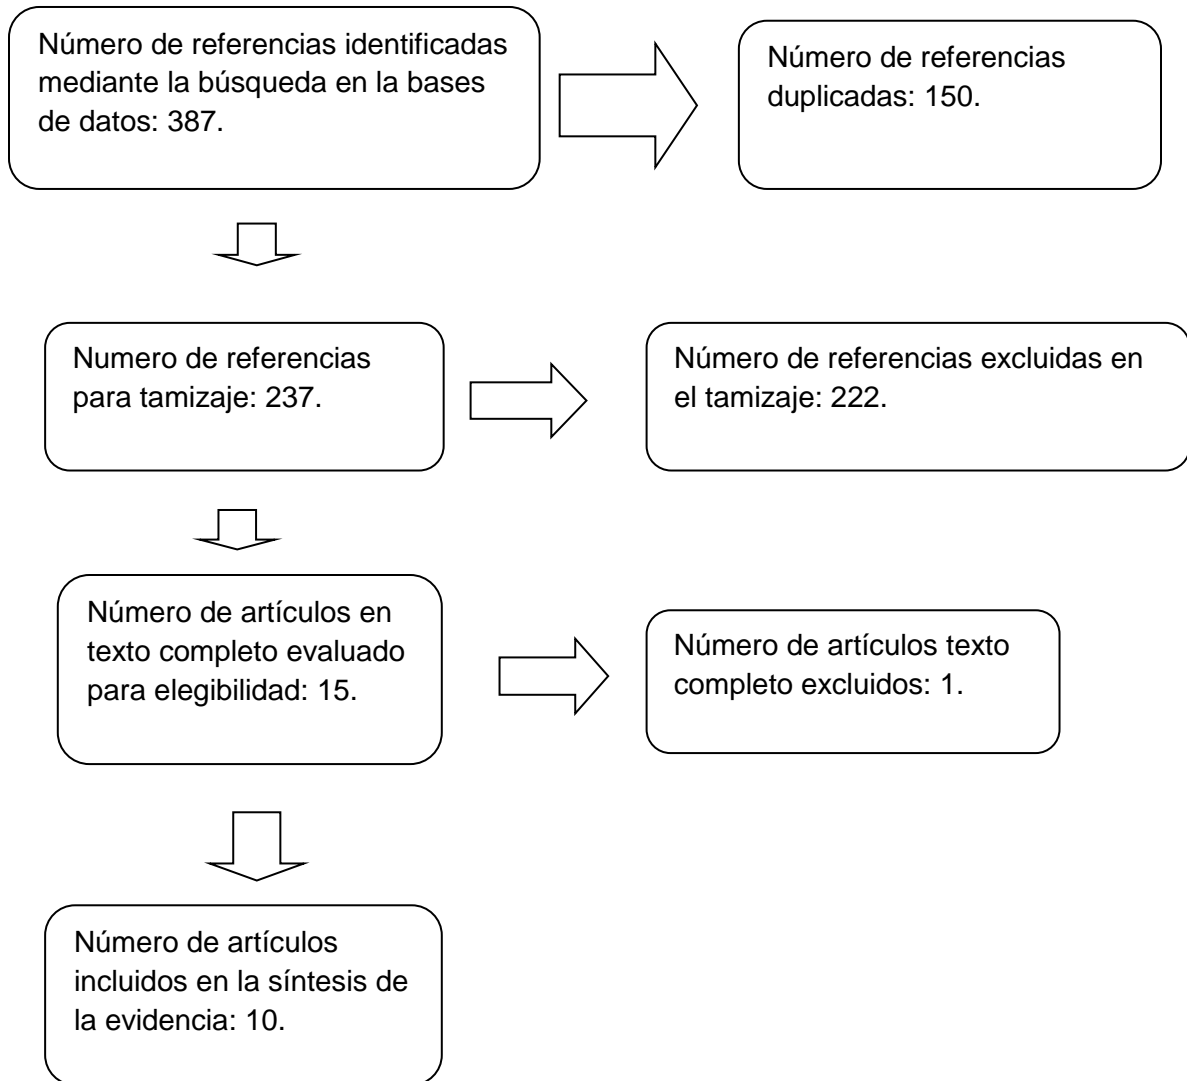 Número de referencias identificadas
mediante la búsqueda en la bases
de datos: 387.
Número de referencias
duplicadas: 150.
Numero de referencias
para tamizaje: 237.
Número de referencias excluidas en
el tamizaje: 222.
Número de artículos en
texto completo evaluado
para elegibilidad: 15.
Número de artículos texto
completo excluidos: 1.
Número de artículos
incluidos en la síntesis de
la evidencia: 10.